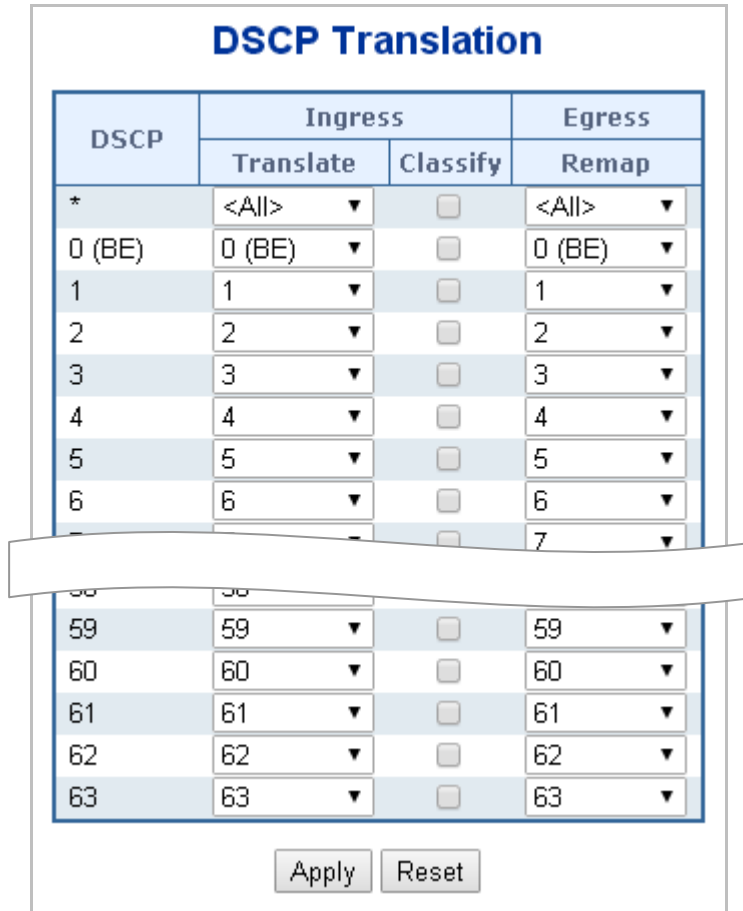 DSCP Translation
DSCP Ingress Egress
Translate Classify Remap
* <All> <All>
0 (BE) 0 (BE) 0 (BE)
1 1 1
2 2 2
3 3 3
4 4 4
5 5 5
6 6 6
7
59 59 59
60 60 60
61 61 61
62 62 62
63 63 63
Apply Reset